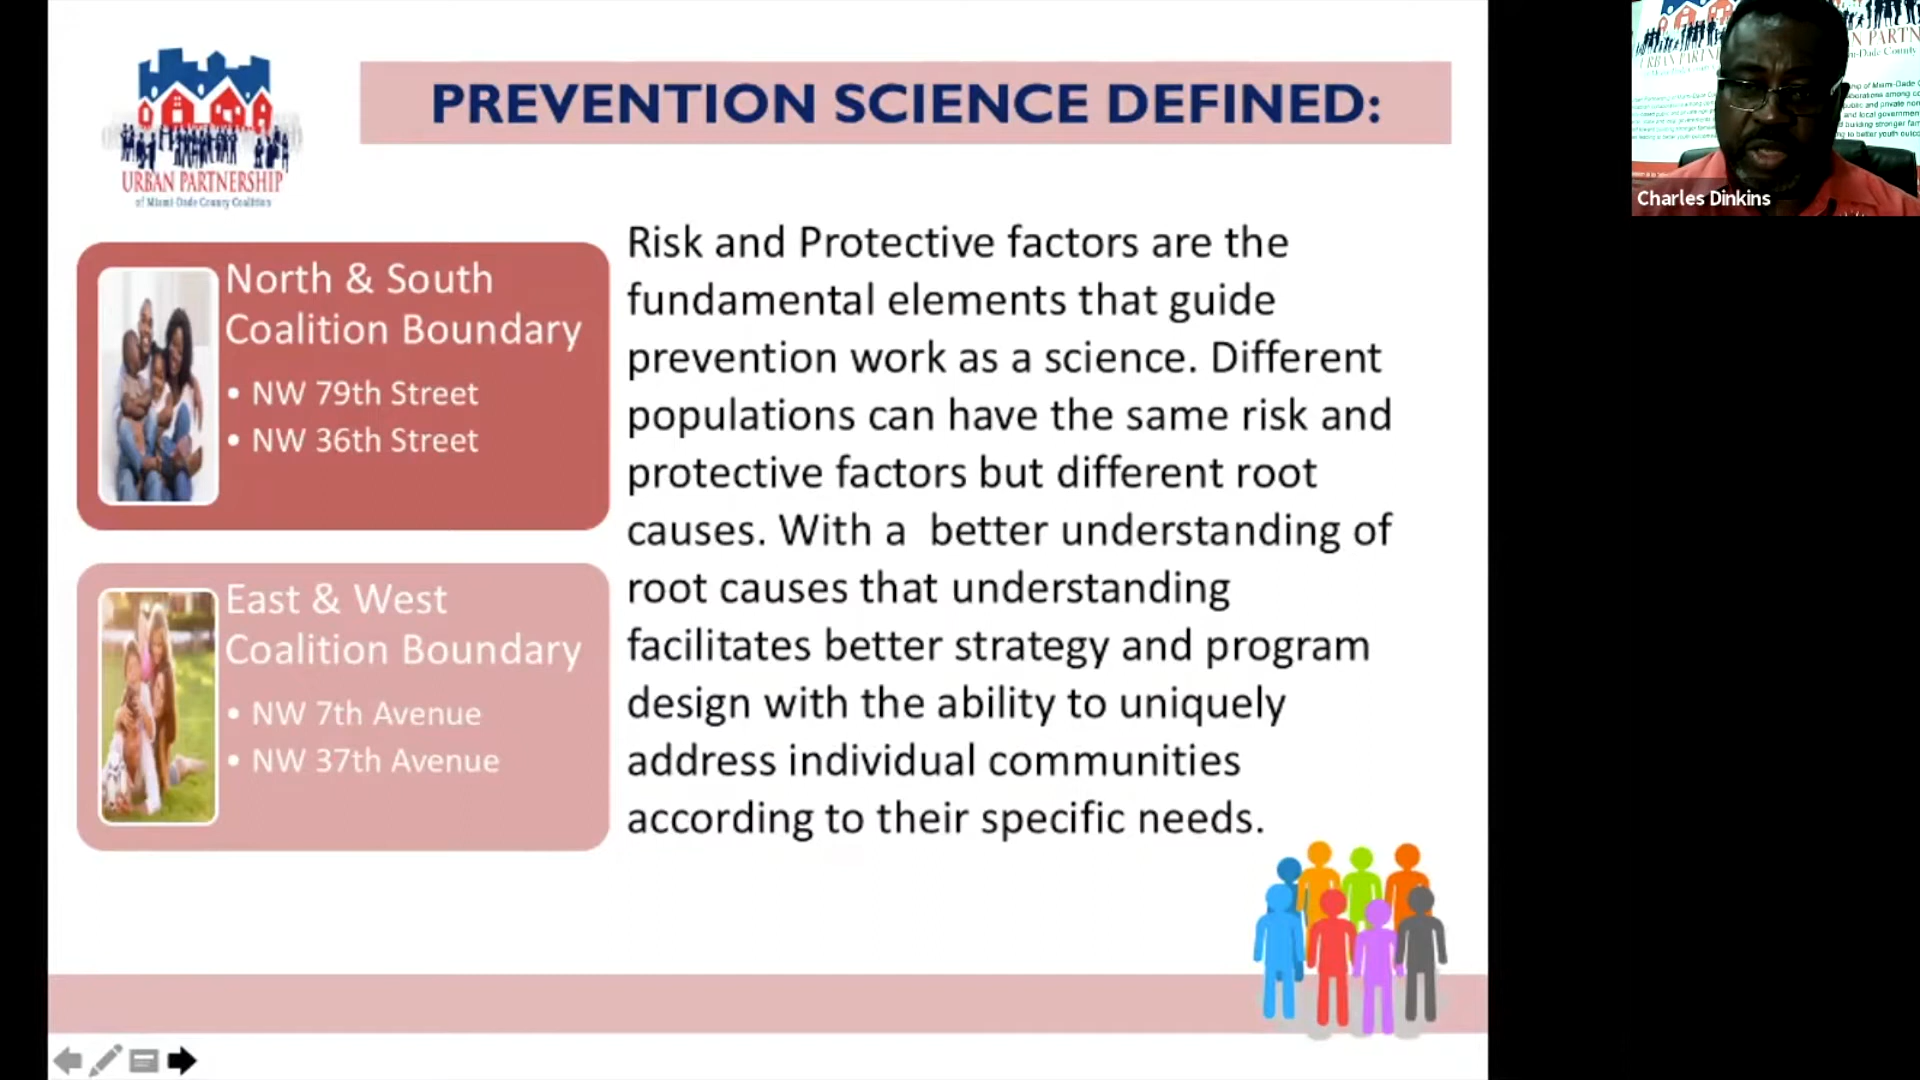 PREVENTION SCIENCE DEFINED:
URBAN PARTNERSHIP
of Miami-Dade County Coalition
North & South
Coalition Boundary
• NW 79th Street
• NW 36th Street
East & West
Coalition Boundary
• NW 7th Avenue
• NW 37th Avenue
Risk and Protective factors are the
fundamental elements that guide
prevention work as a science. Different
populations can have the same risk and
protective factors but different root
causes. With a  better understanding of
root causes that understanding
facilitates better strategy and program
design with the ability to uniquely
address individual communities
according to their specific needs.
Charles Dinkins